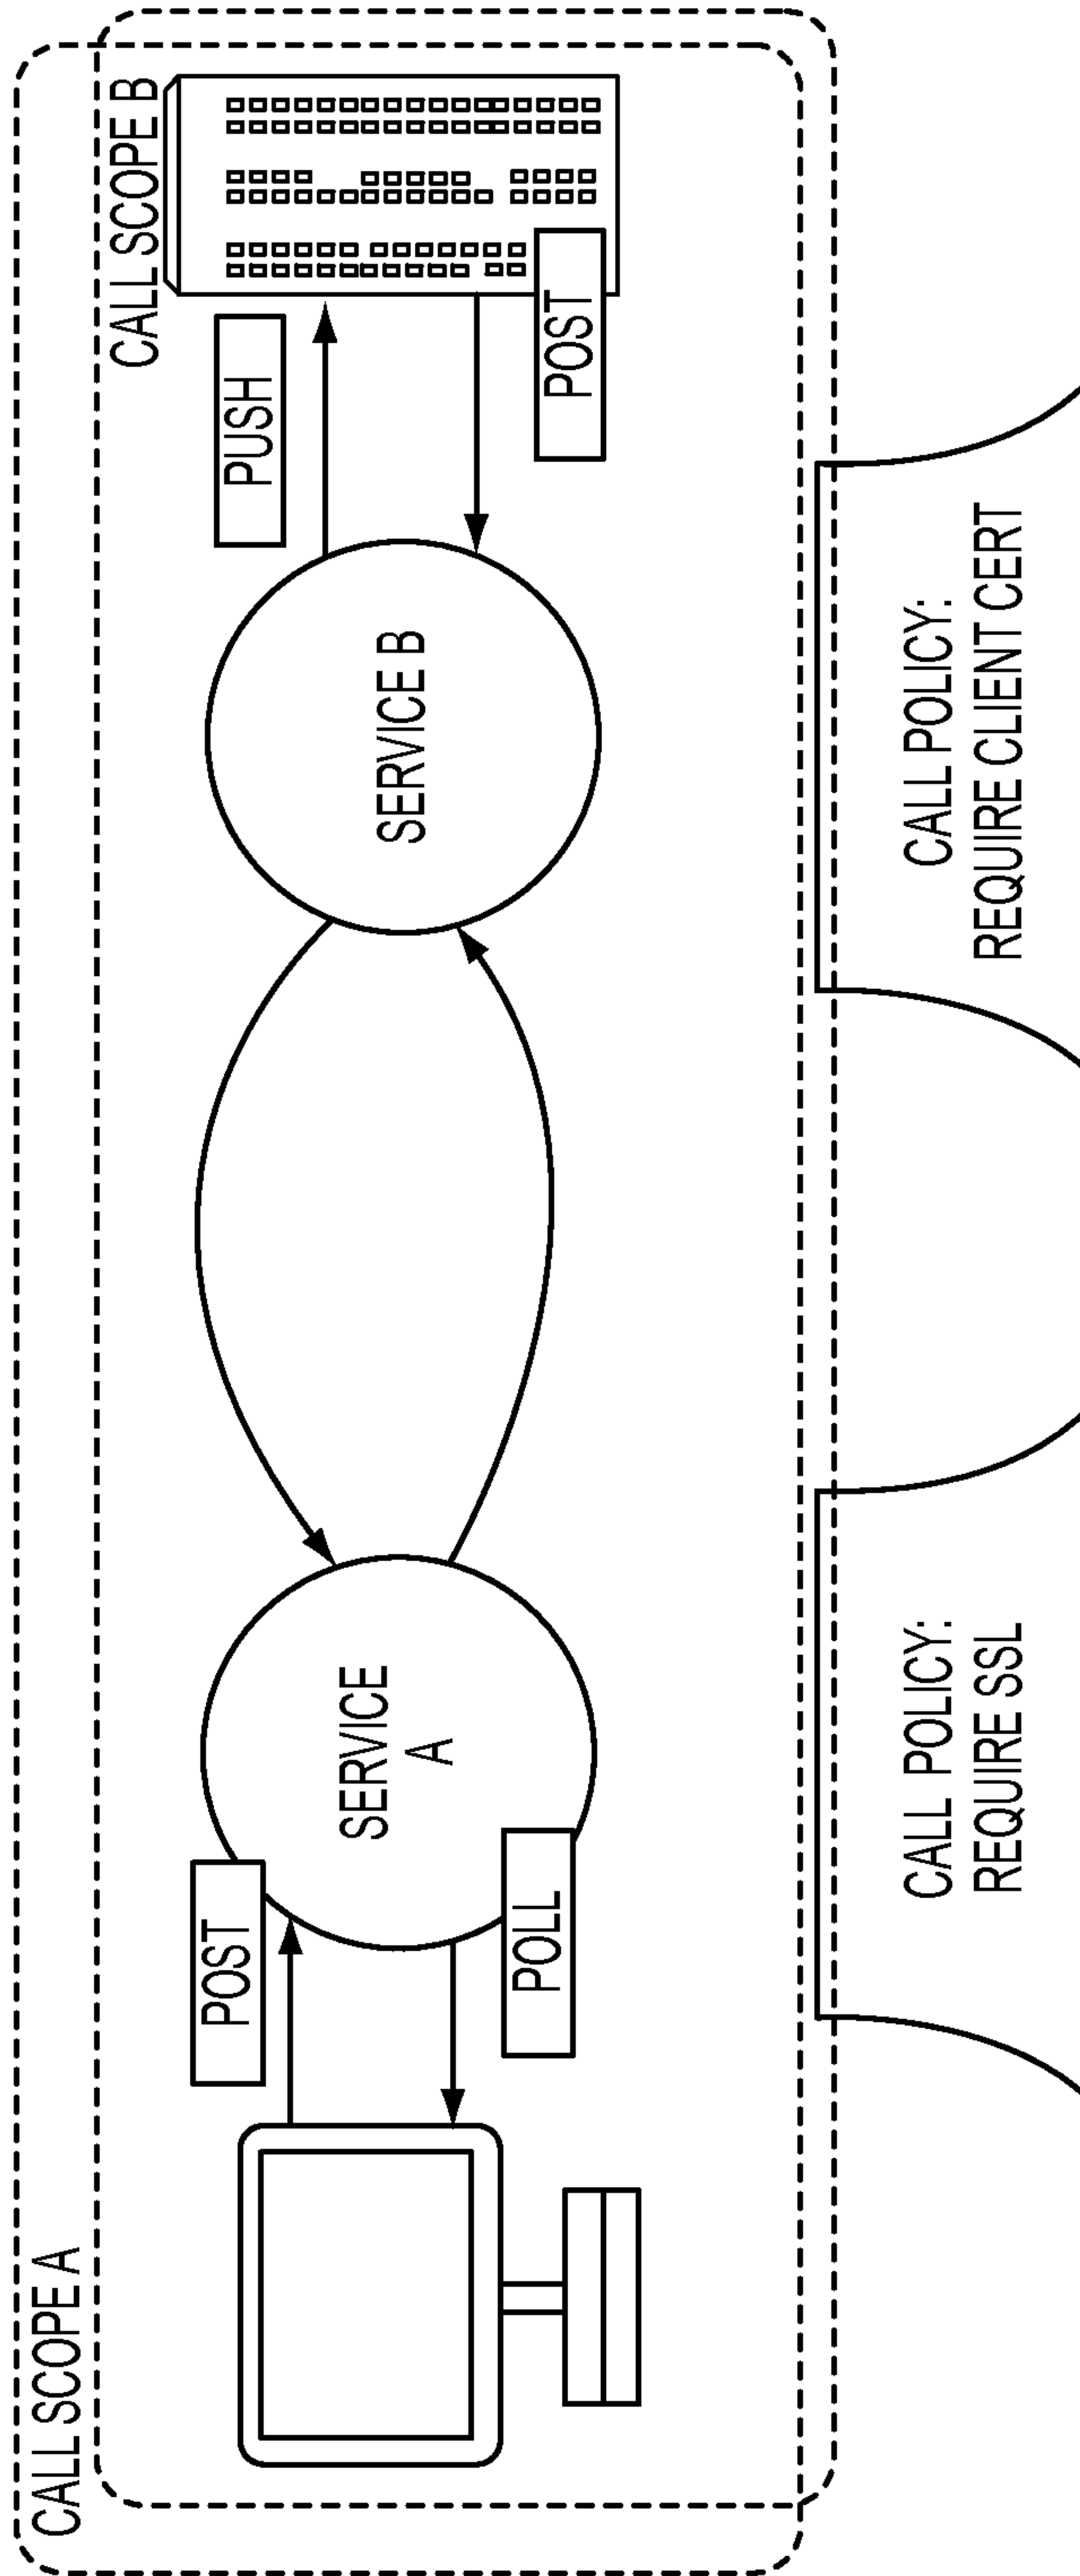 CALL SCOPE A
CALL SCOPE B
POST
PUSH
SERVICE
A
SERVICE B
POLL
POST
CALL POLICY:
REQUIRE SSL
CALL POLICY:
REQUIRE CLIENT CERT